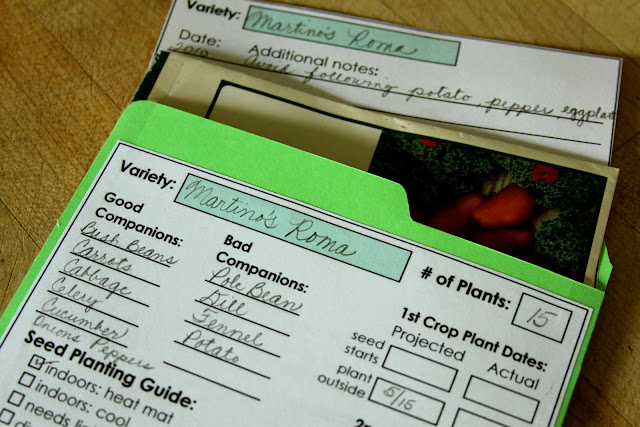 Variety: Martino's Roma
Date: Additional notes:
2010 Avoid following potato, pepper, eggplant
Variety: Martino's Roma
Good Companions:
Bush Beans
Carrots
Cabbage
Celery
Cucumber
Onions Peppers
Bad Companions:
Pole Bean
Dill
Fennel
Potato
# of Plants: 15
1st Crop Plant Dates:
Projected Actual
seed starts
plant outside 5/15
Seed Planting Guide:
indoors: heat mat
indoors: cool
needs